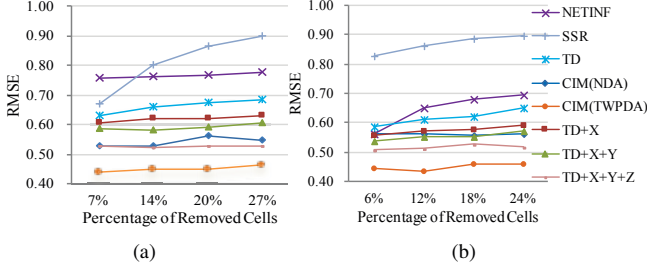 (a)
(b)
RMSE
1.00
0.90
0.80
0.70
0.60
0.50
0.40
7% 14% 20% 27%
Percentage of Removed Cells
RMSE
1.00
0.90
0.80
0.70
0.60
0.50
0.40
6% 12% 18% 24%
Percentage of Removed Cells
NETINF
SSR
TD
CIM(NDA)
CIM(TWPDA)
TD+X
TD+X+Y
TD+X+Y+Z
(a)
(b)